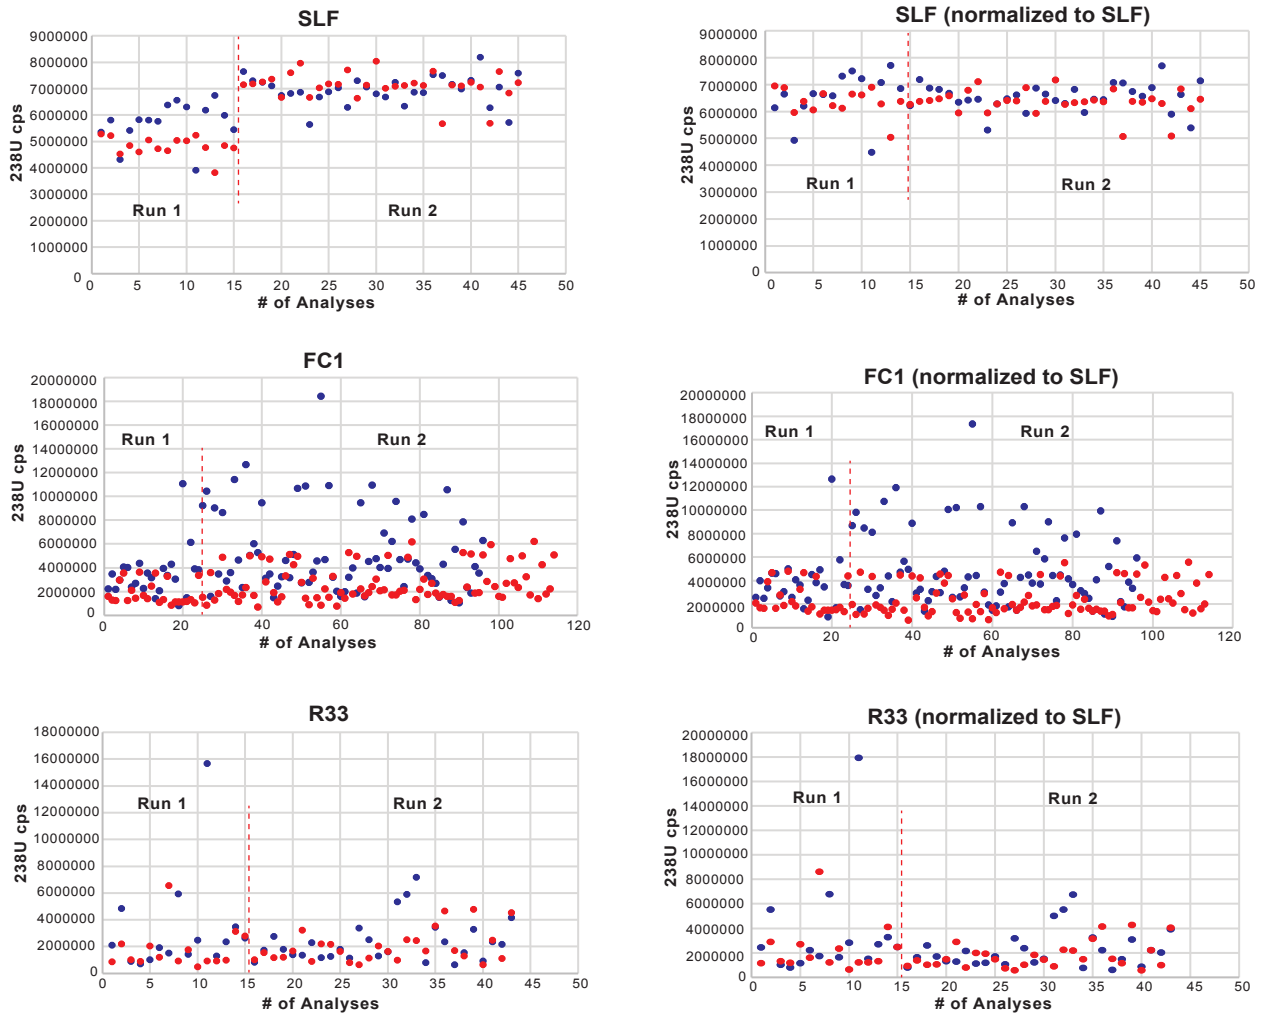 SLF
9000000
8000000
7000000
6000000
5000000
4000000
3000000
2000000
1000000
0
238U cps
Run 1
Run 2
0 5 10 15 20 25 30 35 40 45 50
# of Analyses
SLF (normalized to SLF)
9000000
8000000
7000000
6000000
5000000
4000000
3000000
2000000
1000000
0
238U cps
Run 1
Run 2
0 5 10 15 20 25 30 35 40 45 50
# of Analyses
FC1
20000000
18000000
16000000
14000000
12000000
10000000
8000000
6000000
4000000
2000000
0
238U cps
Run 1
Run 2
0 20 40 60 80 100 120
# of Analyses
FC1 (normalized to SLF)
20000000
18000000
16000000
14000000
12000000
10000000
8000000
6000000
4000000
2000000
0
238U cps
Run 1
Run 2
0 20 40 60 80 100 120
# of Analyses
R33
18000000
16000000
14000000
12000000
10000000
8000000
6000000
4000000
2000000
0
238U cps
Run 1
Run 2
0 5 10 15 20 25 30 35 40 45 50
# of Analyses
R33 (normalized to SLF)
20000000
18000000
16000000
14000000
12000000
10000000
8000000
6000000
4000000
2000000
0
238U cps
Run 1
Run 2
0 5 10 15 20 25 30 35 40 45 50
# of Analyses